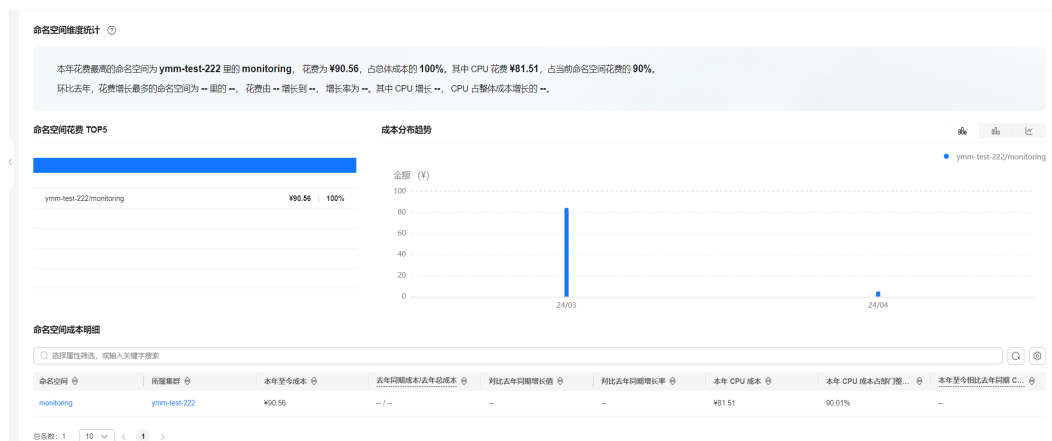 命名空间维度统计
本年花费最高的命名空间为 ymm-test-222 里的 monitoring， 花费为 ¥90.56， 占总体成本的 100%。其中 CPU 花费 ¥81.51， 占当前命名空间花费的 90%。
环比去年， 花费增长最多的命名空间为 -- 里的 --， 花费由 -- 增长到 --， 增长率为 --。其中 CPU 增长 --， CPU 占整体成本增长的 --。
命名空间花费 TOP5
成本分布趋势
ymm-test-222/monitoring
金额 （¥）
ymm-test-222/monitoring ¥90.56 100%
100
80
60
40
20
0
24/03 24/04
命名空间成本明细
选择属性筛选，或输入关键字搜索
命名空间 所属集群 本年至今成本 去年同期成本/去年总成本 对比去年同期增长值 对比去年同期增长率 本年 CPU 成本 本年 CPU 成本占部门整... 本年至今相比去年同期 C...
monitoring ymm-test-222 ¥90.56 -- / -- -- -- ¥81.51 90.01% --
总条数：1 10 1